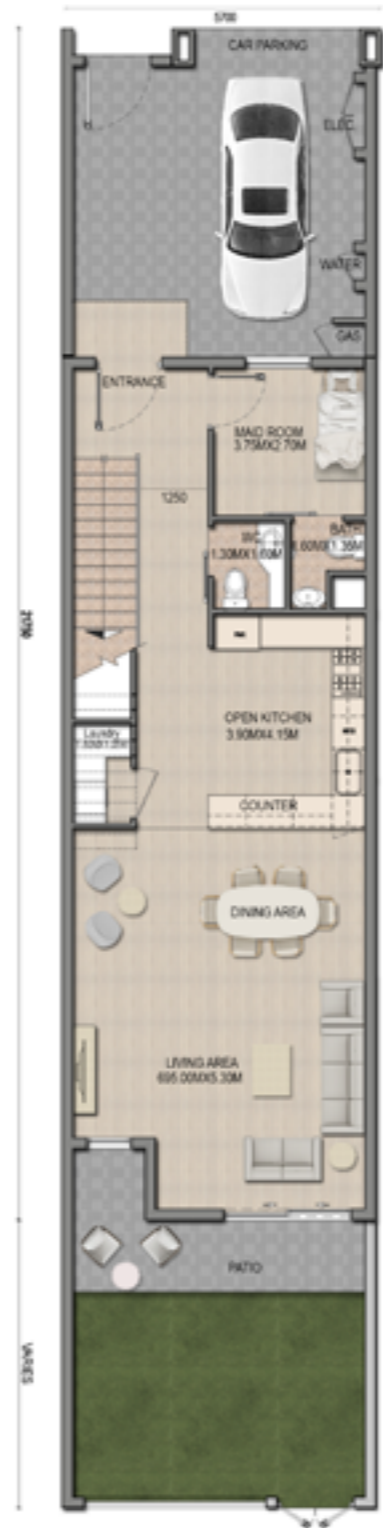 5700
CAR PARKING
ELEC.
WATER
GAS
ENTRANCE
MAID ROOM
3.75MX2.70M
1250
WC
1.30MX1.60M
BATH
1.60MX1.35M
OPEN KITCHEN
3.90MX4.15M
Laundry
COUNTER
DINING AREA
LIVING AREA
695.00MX5.30M
PATIO
VARIES